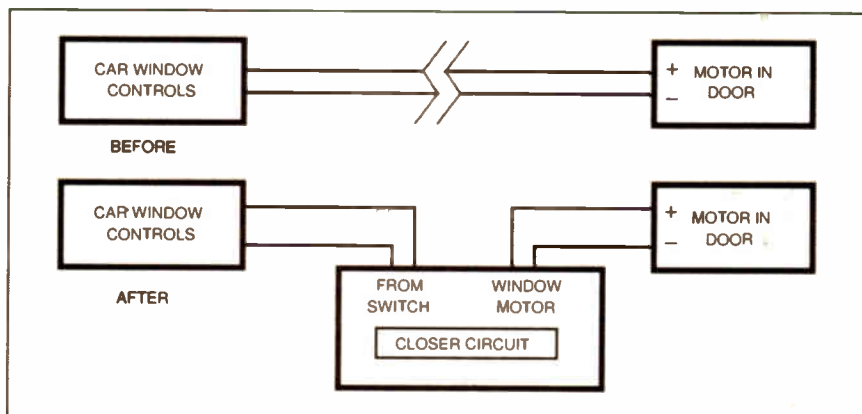 CAR WINDOW
CONTROLS
+ MOTOR IN
− DOOR
BEFORE
CAR WINDOW
CONTROLS
+ MOTOR IN
− DOOR
AFTER
FROM
SWITCH
WINDOW
MOTOR
CLOSER CIRCUIT